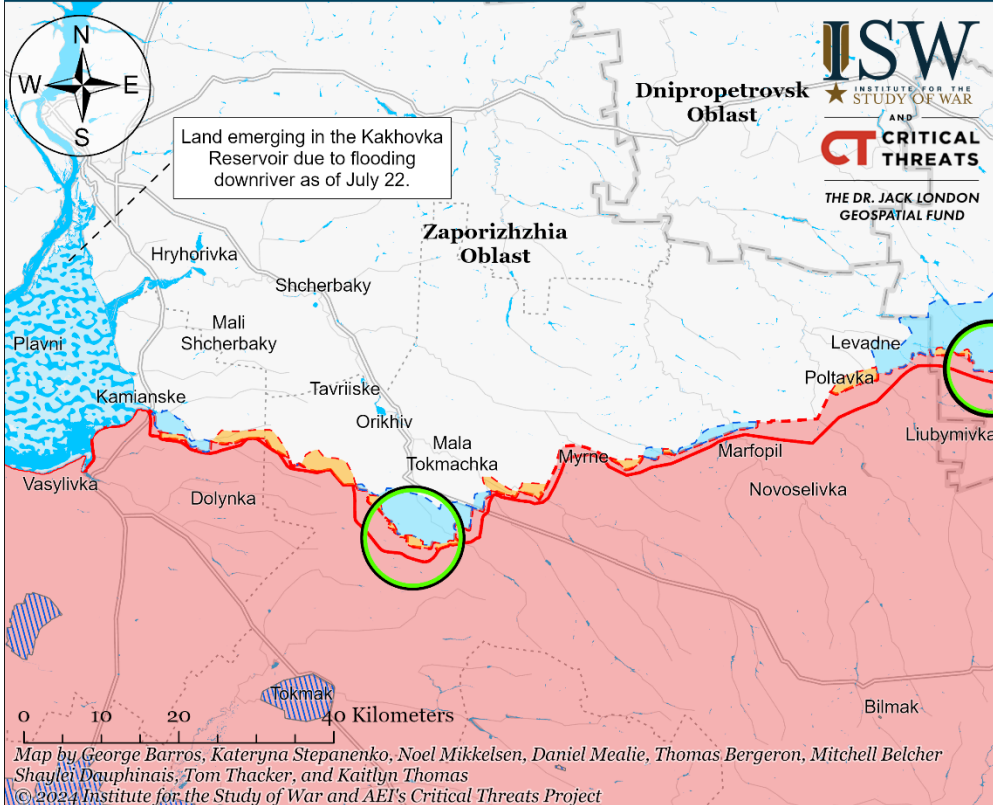 N
W
E
S
Land emerging in the Kakhovka
Reservoir due to flooding
downriver as of July 22.
Dnipropetrovsk
Oblast
ISW
INSTITUTE FOR THE
STUDY OF WAR
AND
CT CRITICAL
THREATS
THE DR. JACK LONDON
GEOSPATIAL FUND
Zaporizhzhia
Oblast
Hryhorivka
Shcherbaky
Mali
Shcherbaky
Plavni
Levadne
Poltavka
Tavriiske
Kamianske
Orikhiv
Mala
Tokmachka
Myrne
Marfopil
Liubymivka
Vasylivka
Dolynka
Novoselivka
Tokmak
Bilmak
0 10 20 40 Kilometers
Map by George Barros, Kateryna Stepanenko, Noel Mikkelsen, Daniel Mealie, Thomas Bergeron, Mitchell Belcher
Shaylei Dauphinais, Tom Thacker, and Kaitlyn Thomas
© 2024 Institute for the Study of War and AEI's Critical Threats Project